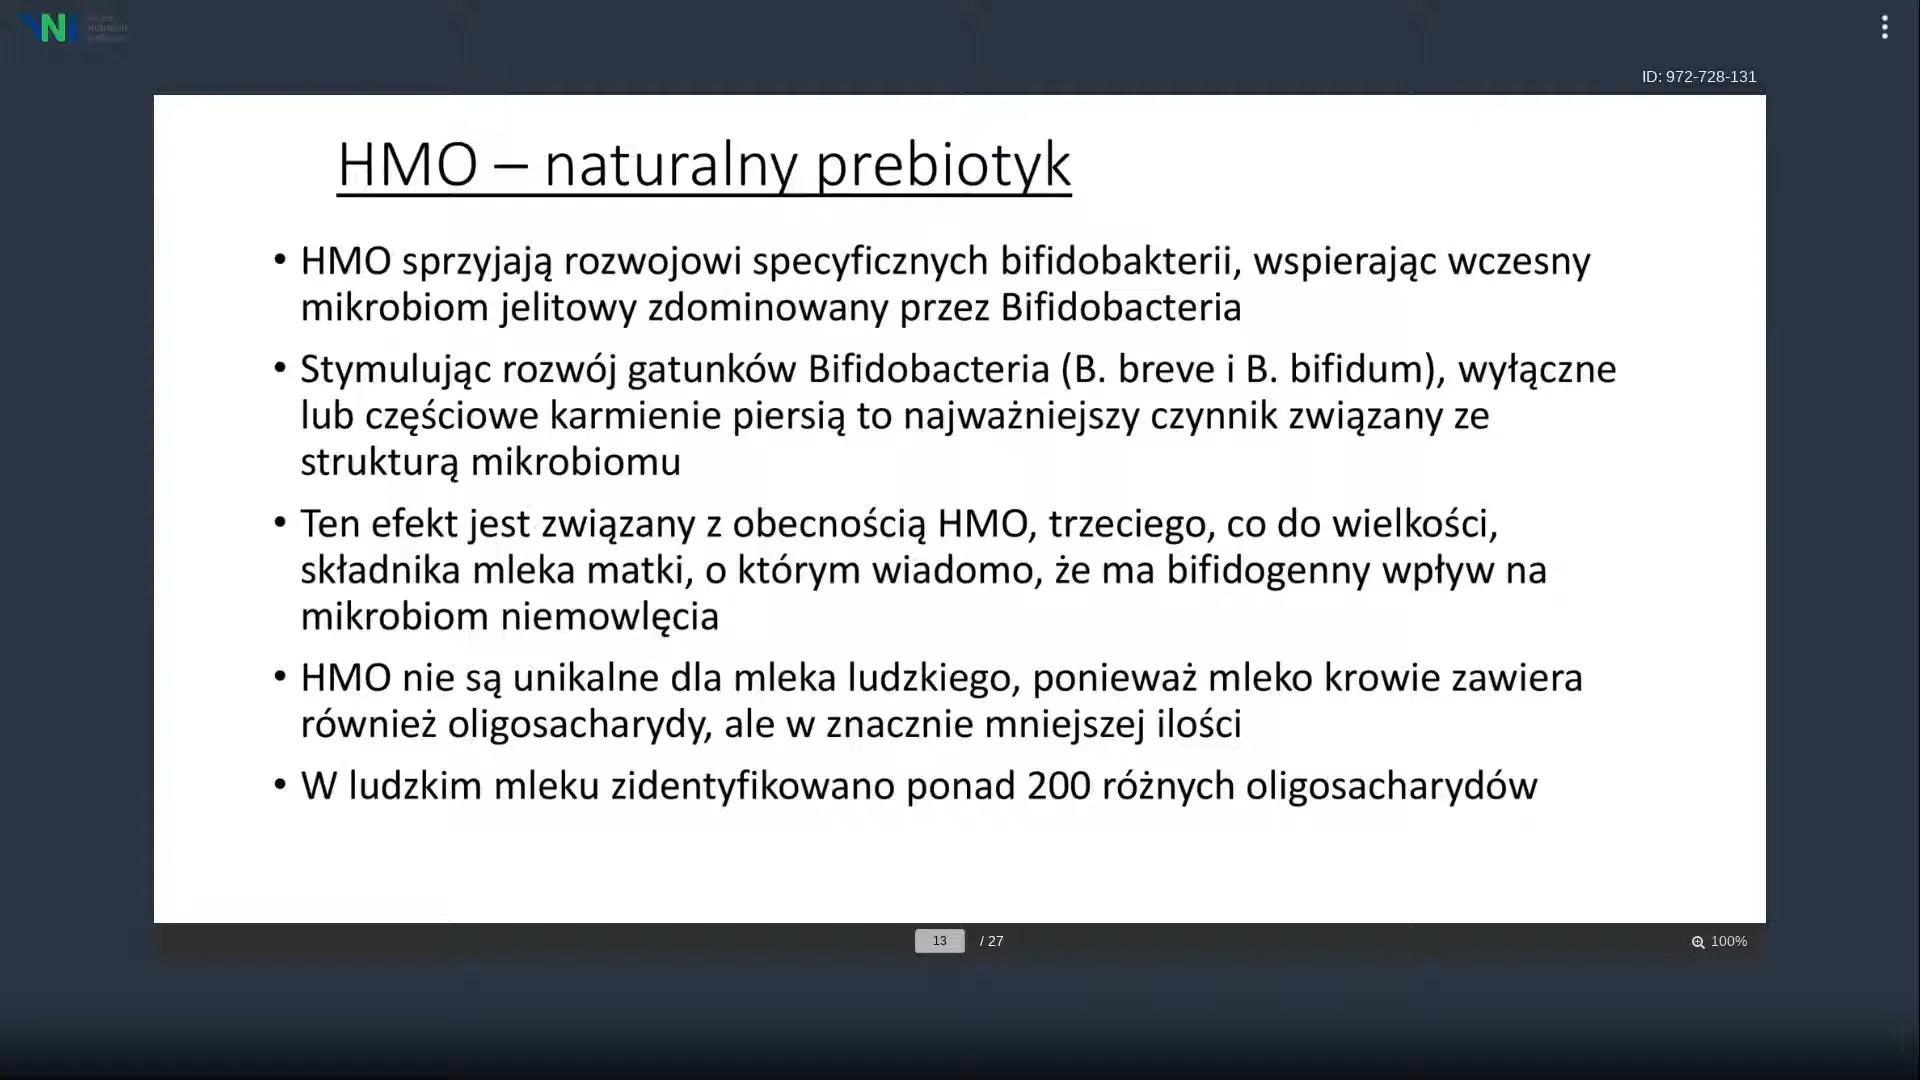 ID: 972-728-131
HMO – naturalny prebiotyk
• HMO sprzyjają rozwojowi specyficznych bifidobakterii, wspierając wczesny
mikrobiom jelitowy zdominowany przez Bifidobacteria
• Stymulując rozwój gatunków Bifidobacteria (B. breve i B. bifidum), wyłączne
lub częściowe karmienie piersią to najważniejszy czynnik związany ze
strukturą mikrobiomu
• Ten efekt jest związany z obecnością HMO, trzeciego, co do wielkości,
składnika mleka matki, o którym wiadomo, że ma bifidogenny wpływ na
mikrobiom niemowlęcia
• HMO nie są unikalne dla mleka ludzkiego, ponieważ mleko krowie zawiera
również oligosacharydy, ale w znacznie mniejszej ilości
• W ludzkim mleku zidentyfikowano ponad 200 różnych oligosacharydów
13 / 27
100%